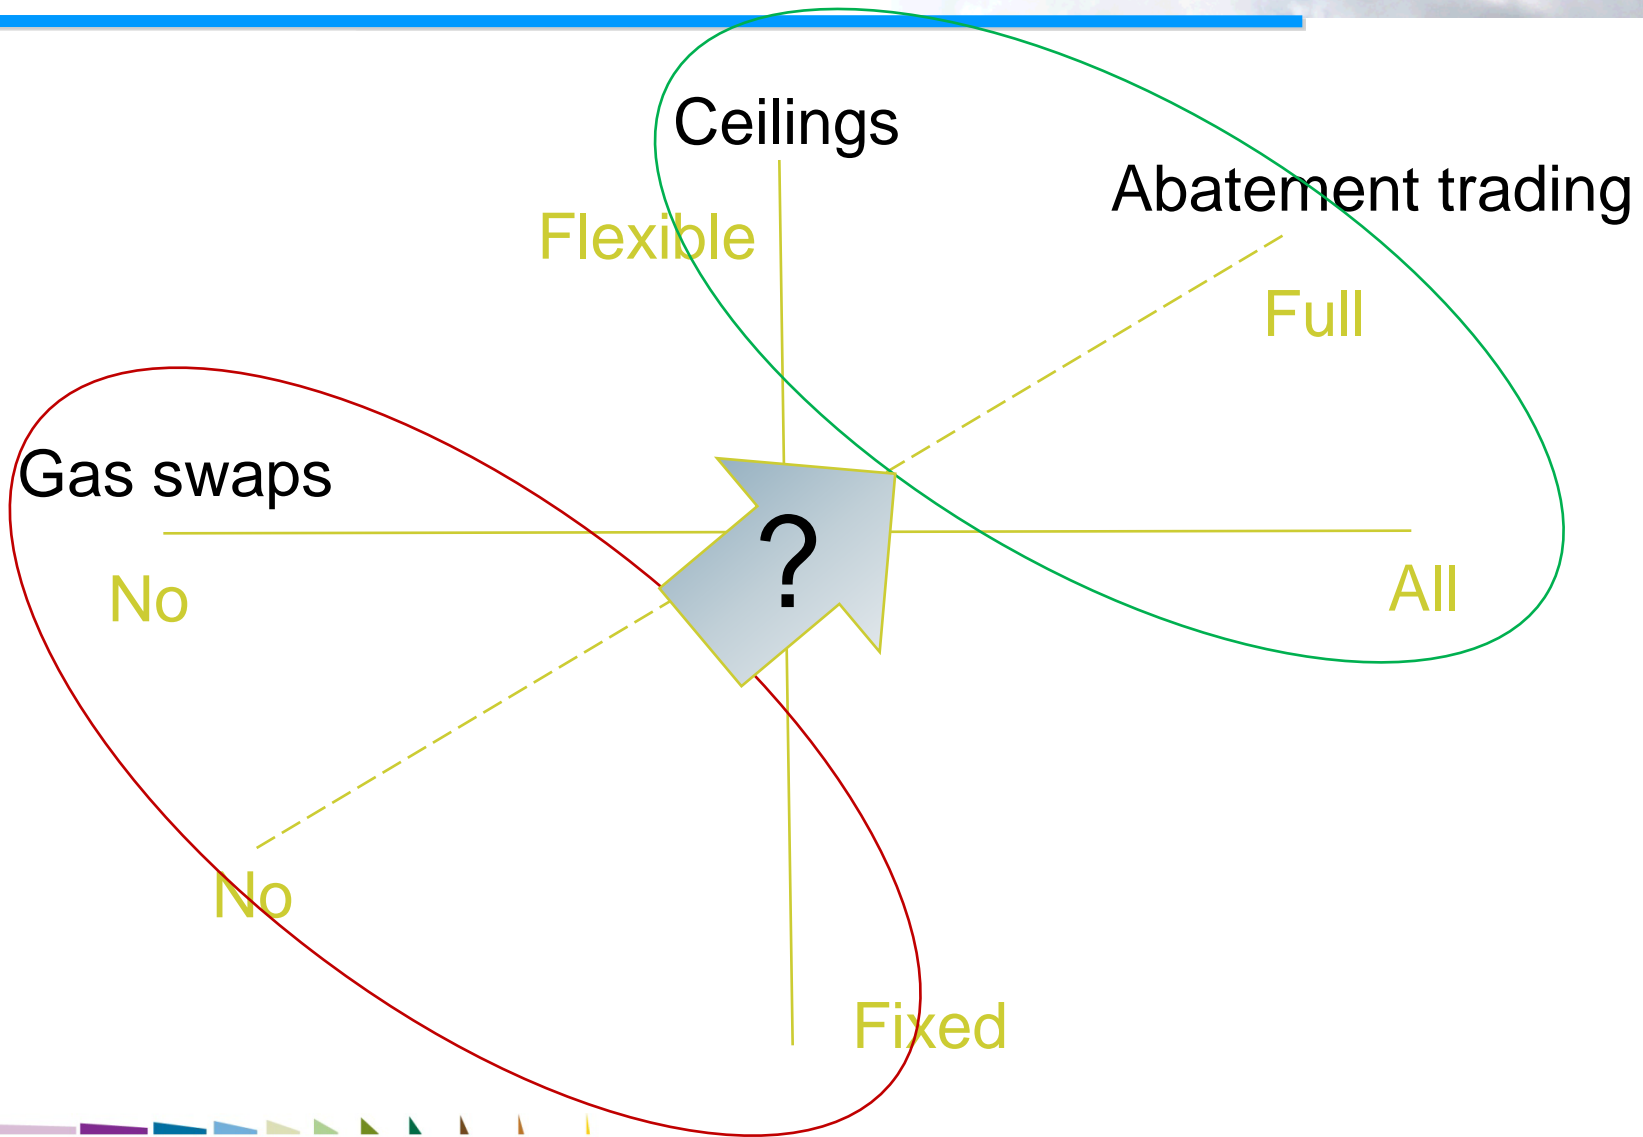 Ceilings
Abatement trading
Flexible
Full
Gas swaps
?
No
All
No
Fixed